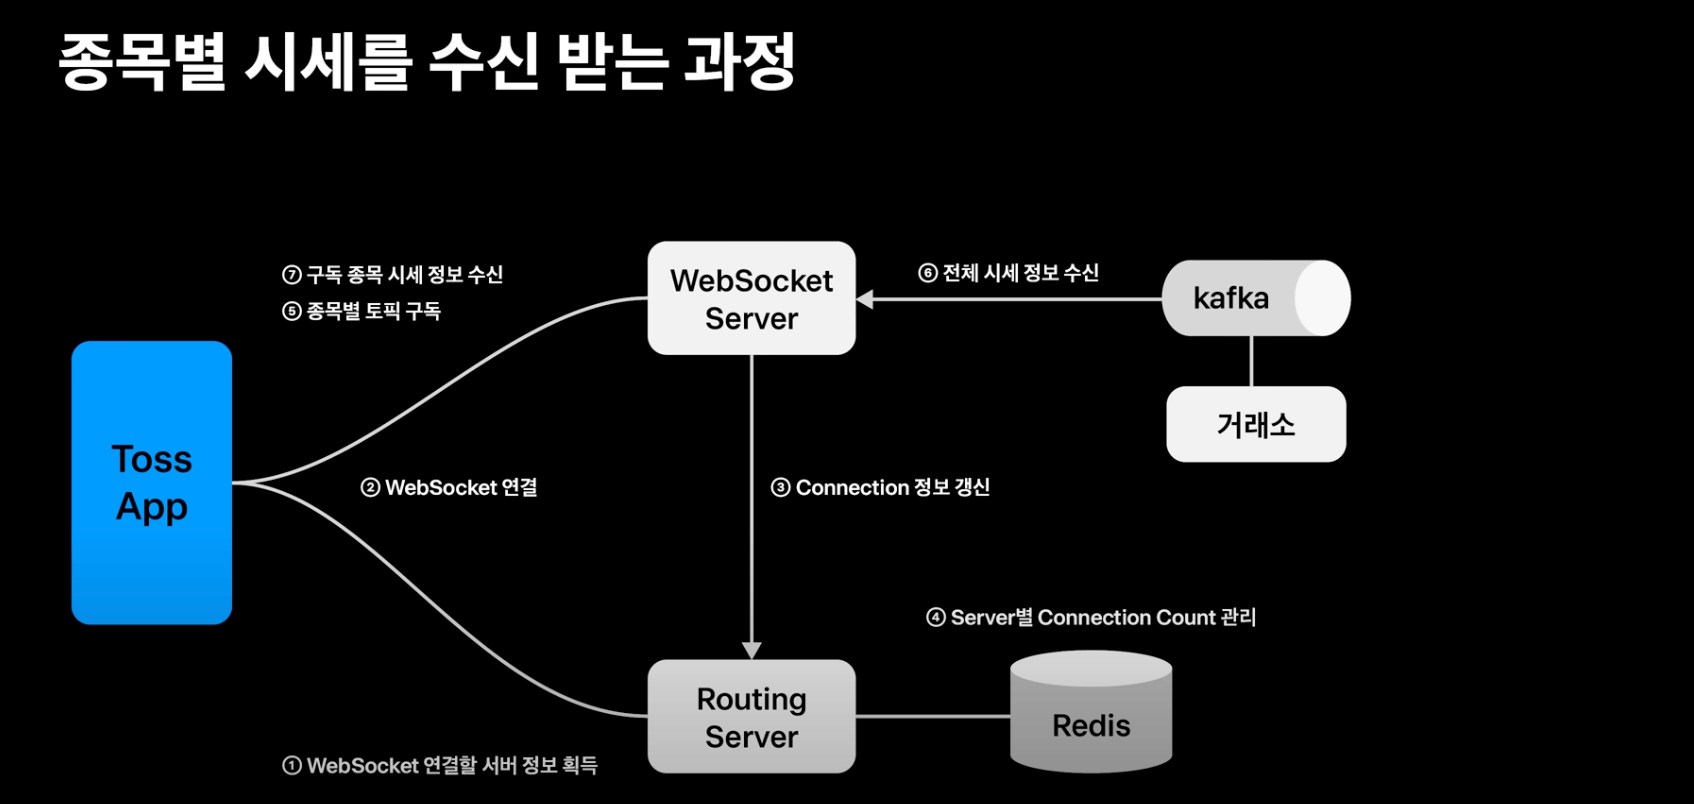 종목별 시세를 수신 받는 과정
⑦ 구독 종목 시세 정보 수신
⑤ 종목별 토픽 구독
WebSocket
Server
⑥ 전체 시세 정보 수신
kafka
거래소
Toss
App
② WebSocket 연결
③ Connection 정보 갱신
④ Server별 Connection Count 관리
Routing
Server
Redis
① WebSocket 연결할 서버 정보 획득